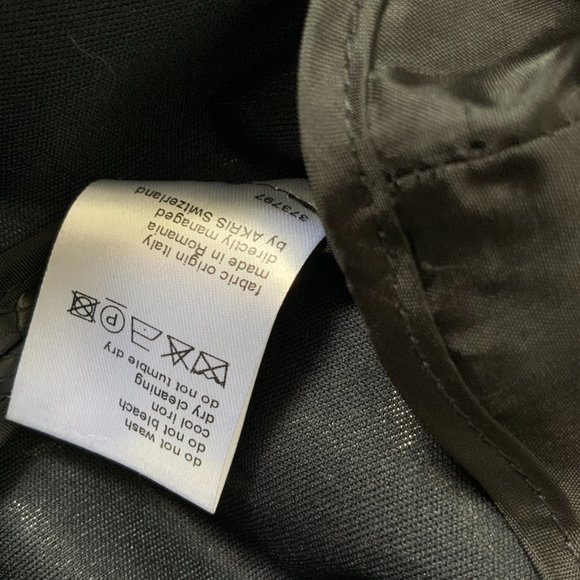 do not wash
do not bleach
cool iron
dry cleaning
do not tumble dry
P
fabric origin Italy
made in Romania
directly managed
by AKRIS Switzerland
373797